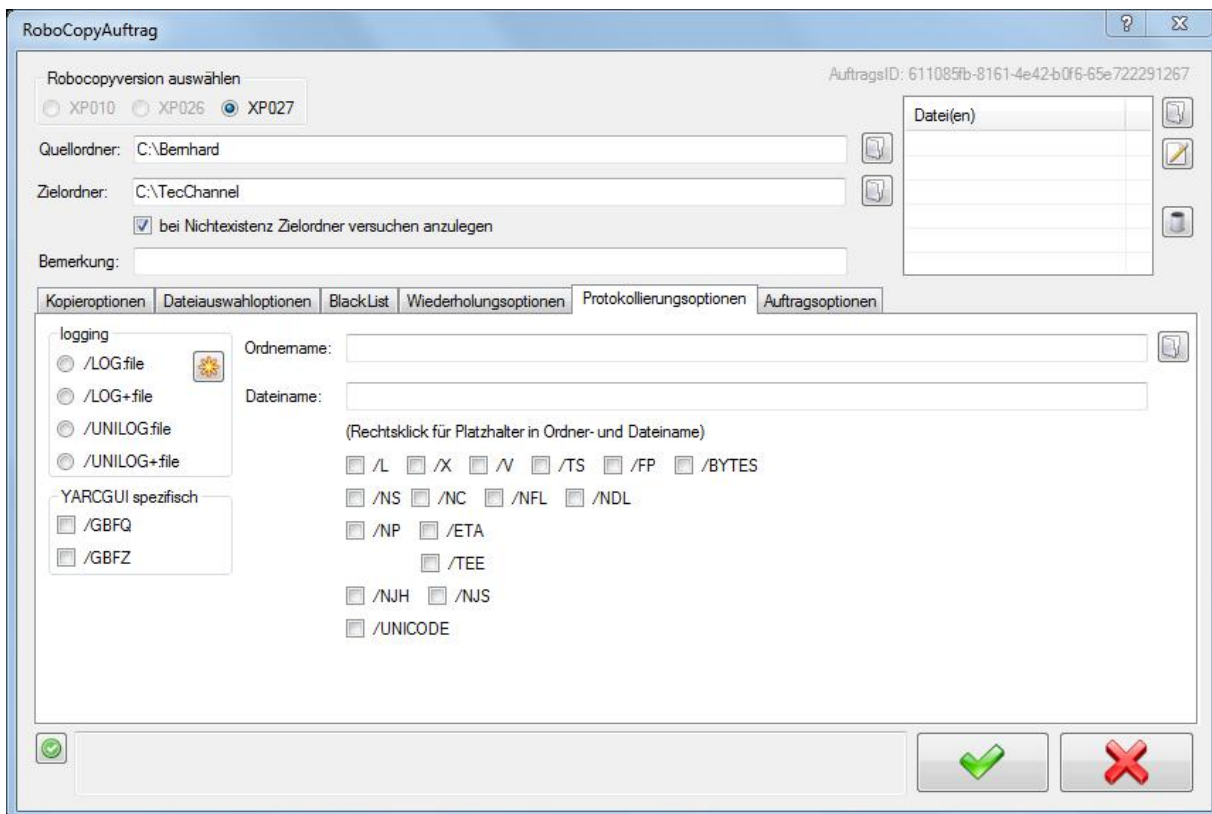 RoboCopyAuftrag
AuftragsID: 611085fb-8161-4e42-b0f6-65e722291267
Robocopyversion auswählen
XP010 XP026 XP027
Datei(en)
Quellordner: C:\Bernhard
Zielordner: C:\TecChannel
bei Nichtexistenz Zielordner versuchen anzulegen
Bemerkung:
Kopieroptionen Dateiauswahloptionen BlackList Wiederholungsoptionen Protokollierungsoptionen Auftragsoptionen
logging
/LOG:file
/LOG+:file
/UNILOG:file
/UNILOG+:file
YARCGUI spezifisch
/GBFQ
/GBFZ
Ordnername:
Dateiname:
(Rechtsklick für Platzhalter in Ordner- und Dateiname)
/L /X /V /TS /FP /BYTES
/NS /NC /NFL /NDL
/NP /ETA
/TEE
/NJH /NJS
/UNICODE